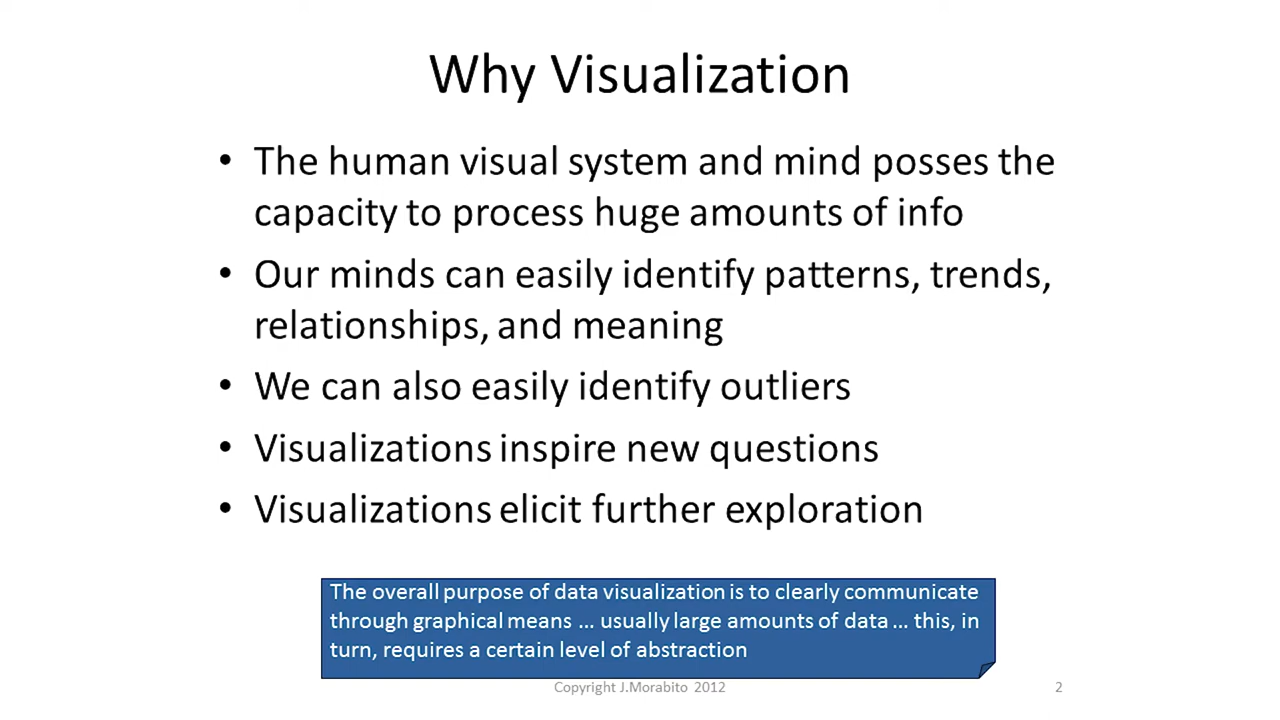 Why Visualization
• The human visual system and mind posses the
capacity to process huge amounts of info
• Our minds can easily identify patterns, trends,
relationships, and meaning
• We can also easily identify outliers
• Visualizations inspire new questions
• Visualizations elicit further exploration
The overall purpose of data visualization is to clearly communicate
through graphical means ... usually large amounts of data ... this, in
turn, requires a certain level of abstraction
Copyright J.Morabito 2012
2